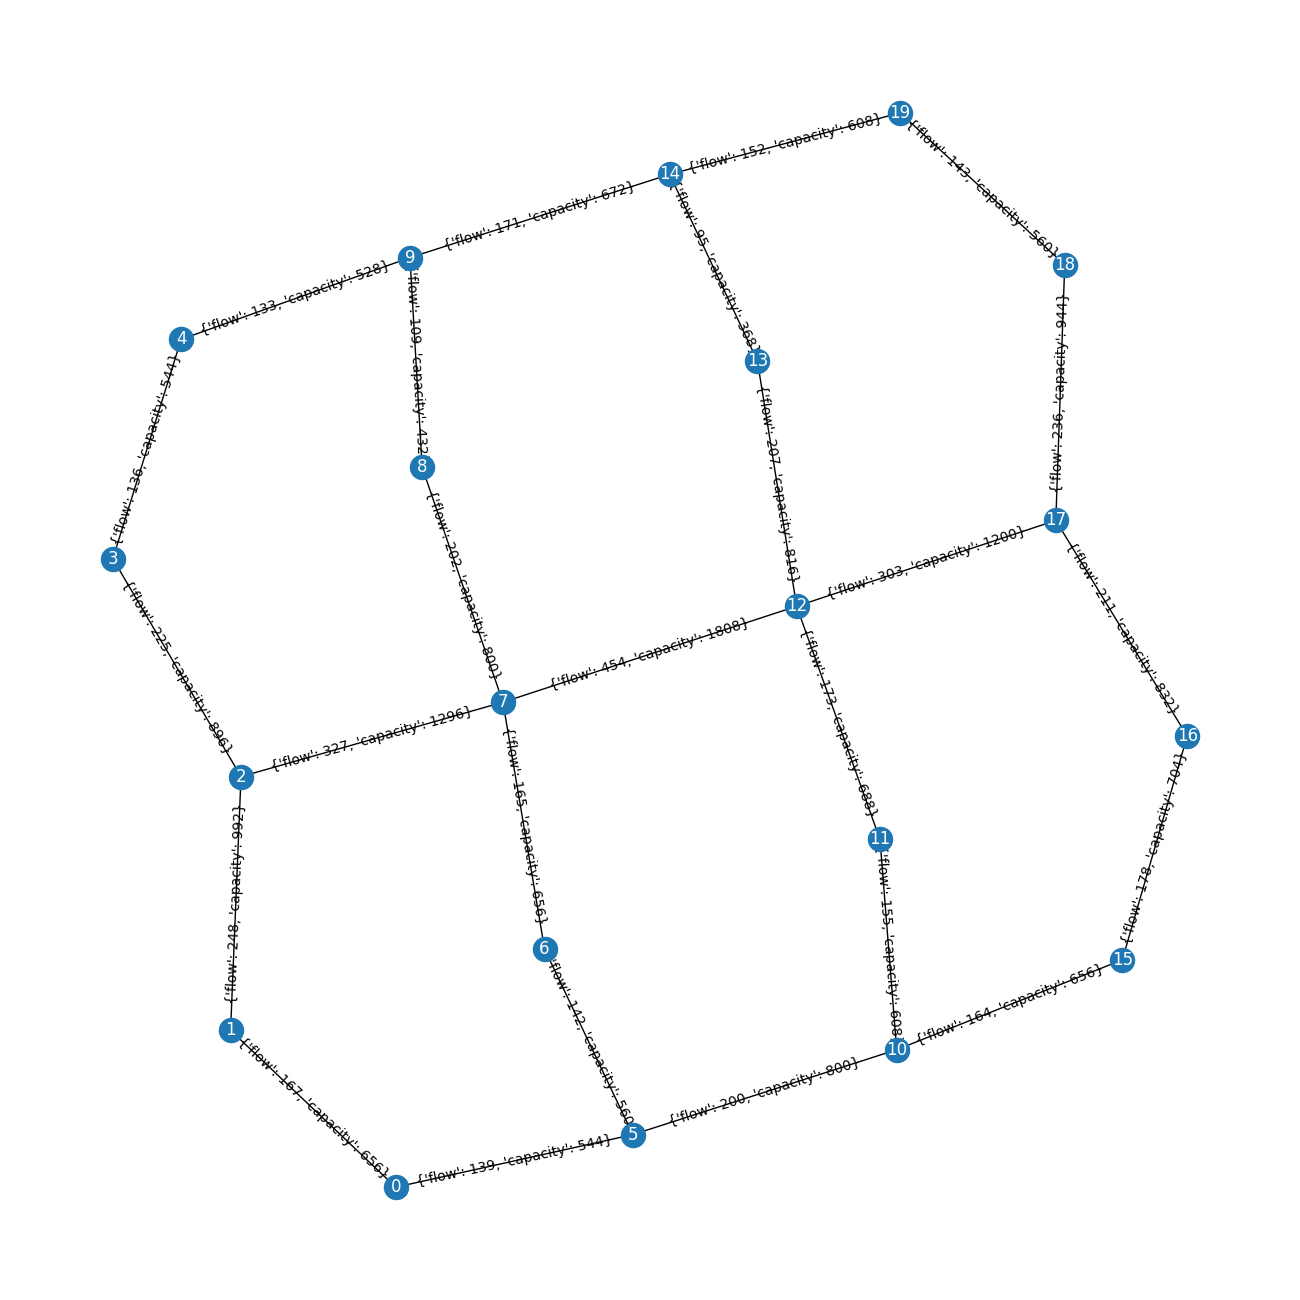 19
{'flow': 152, 'capacity': 608}
14
{'flow': 143, 'capacity': 560}
{'flow': 171, 'capacity': 672}
{'flow': 95, 'capacity': 368}
9
18
{'flow': 133, 'capacity': 528}
4
{'flow': 109, 'capacity': 432}
13
{'flow': 236, 'capacity': 944}
{'flow': 136, 'capacity': 544}
8
{'flow': 207, 'capacity': 816}
17
3
{'flow': 303, 'capacity': 1200}
{'flow': 202, 'capacity': 800}
12
{'flow': 211, 'capacity': 832}
{'flow': 225, 'capacity': 896}
{'flow': 454, 'capacity': 1808}
7
{'flow': 327, 'capacity': 1296}
{'flow': 173, 'capacity': 688}
16
2
{'flow': 165, 'capacity': 656}
11
{'flow': 178, 'capacity': 704}
{'flow': 248, 'capacity': 992}
6
{'flow': 155, 'capacity': 608}
15
{'flow': 164, 'capacity': 656}
1
{'flow': 142, 'capacity': 560}
10
{'flow': 200, 'capacity': 800}
{'flow': 167, 'capacity': 656}
5
{'flow': 139, 'capacity': 544}
0